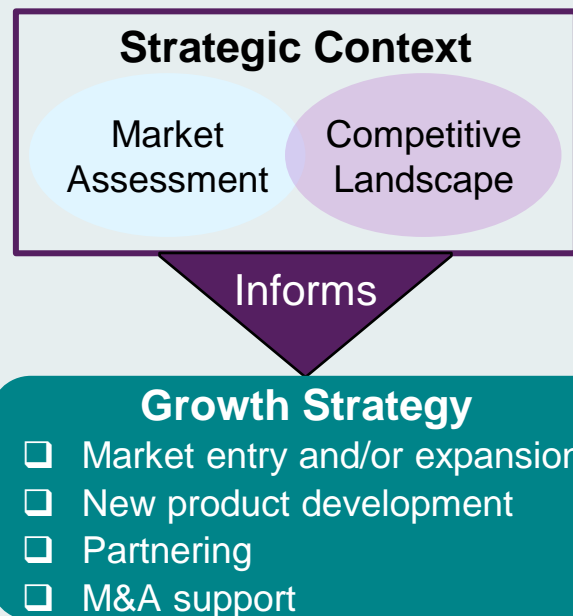 Strategic Context
Market Competitive
Assessment Landscape
Informs
Growth Strategy
❑ Market entry and/or expansion
❑ New product development
❑ Partnering
❑ M&A support